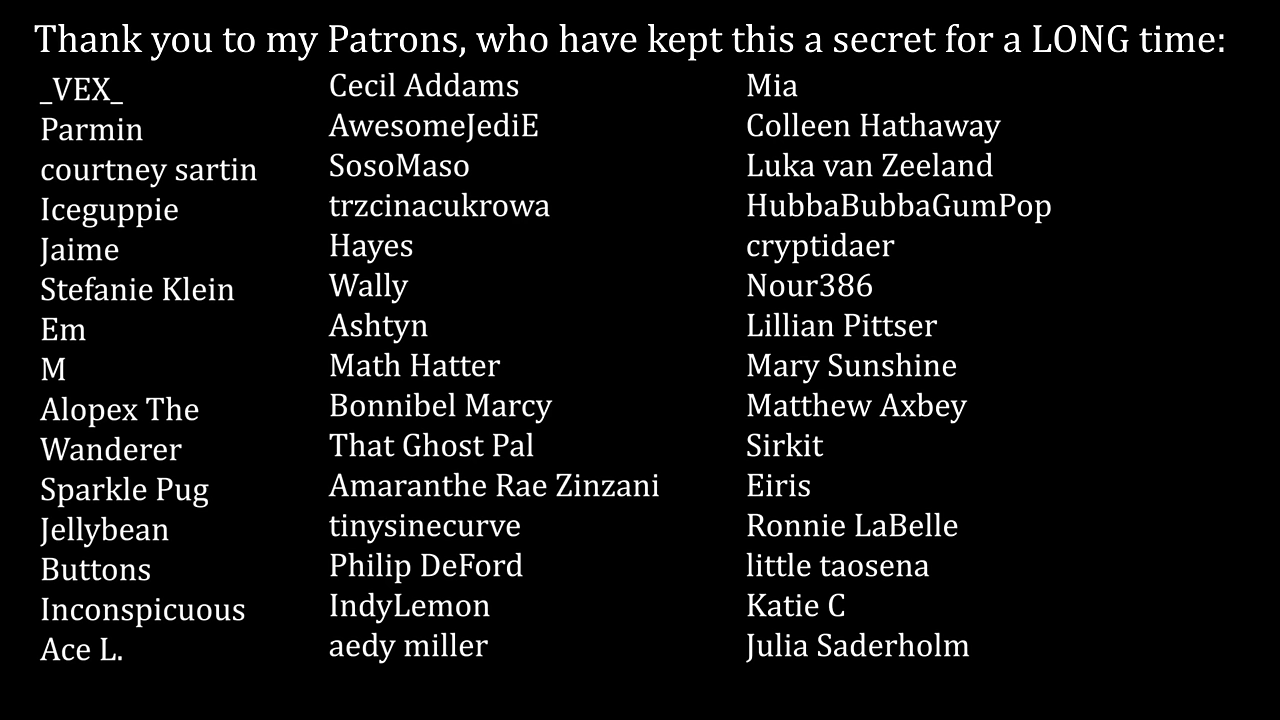 Thank you to my Patrons, who have kept this a secret for a LONG time:
_VEX_
Parmin
courtney sartin
Iceguppie
Jaime
Stefanie Klein
Em
M
Alopex The
Wanderer
Sparkle Pug
Jellybean
Buttons
Inconspicuous
Ace L.
Cecil Addams
AwesomeJediE
SosoMaso
trzcinacukrowa
Hayes
Wally
Ashtyn
Math Hatter
Bonnibel Marcy
That Ghost Pal
Amaranthe Rae Zinzani
tinysinecurve
Philip DeFord
IndyLemon
aedy miller
Mia
Colleen Hathaway
Luka van Zeeland
HubbaBubbaGumPop
cryptidaer
Nour386
Lillian Pittser
Mary Sunshine
Matthew Axbey
Sirkit
Eiris
Ronnie LaBelle
little taosena
Katie C
Julia Saderholm